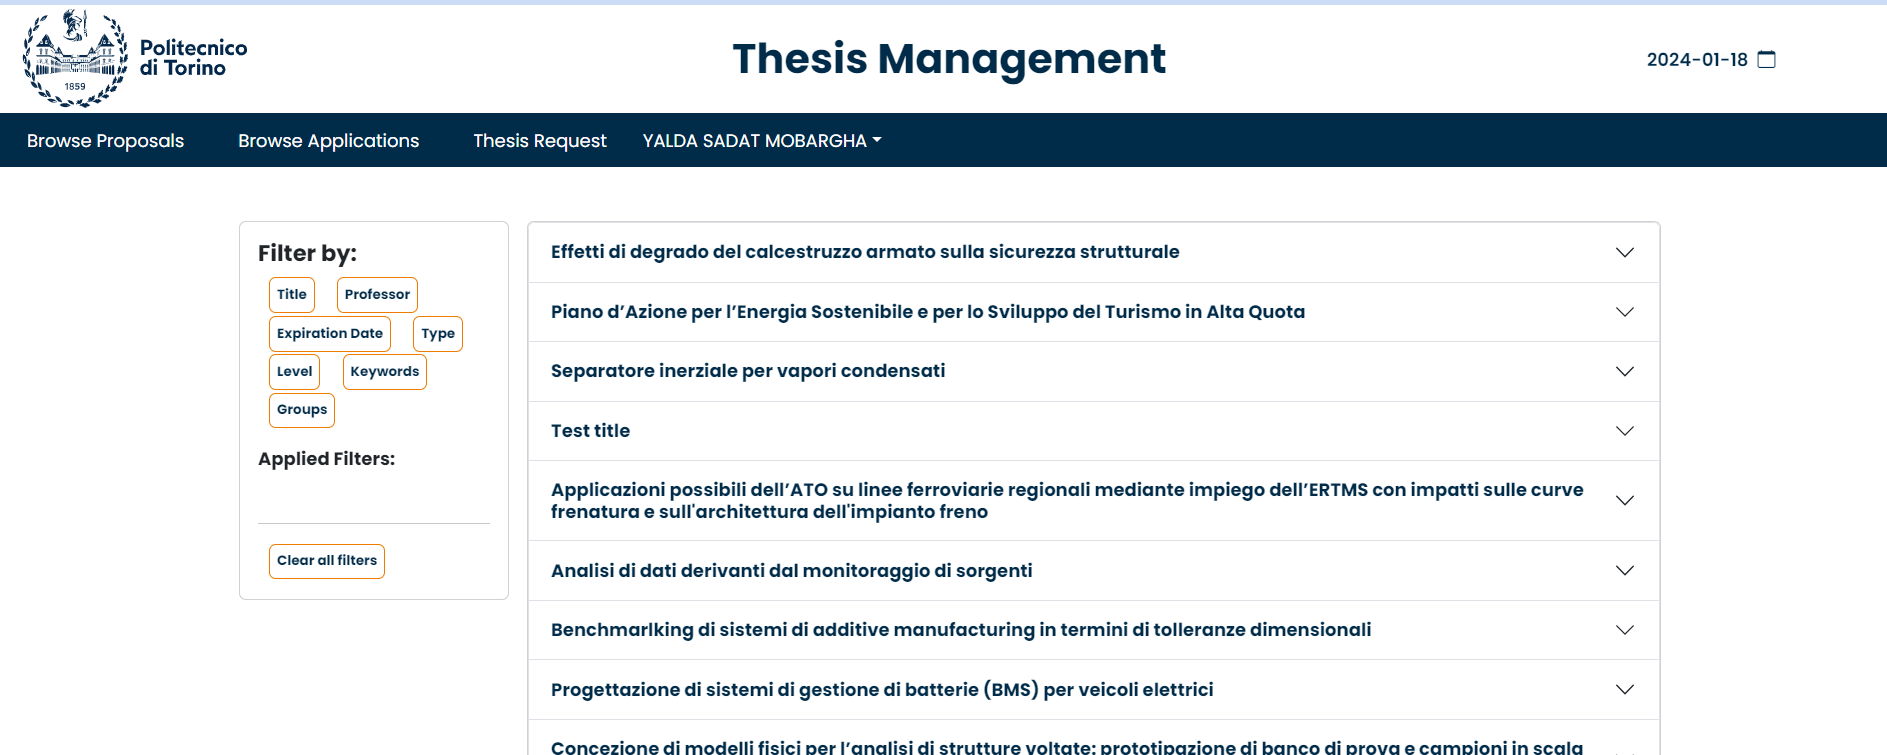 Politecnico
di Torino
1859
Thesis Management
2024-01-18
Browse Proposals
Browse Applications
Thesis Request
YALDA SADAT MOBARGHA
Filter by:
Title
Professor
Expiration Date
Type
Level
Keywords
Groups
Applied Filters:
Clear all filters
Effetti di degrado del calcestruzzo armato sulla sicurezza strutturale
Piano d’Azione per l’Energia Sostenibile e per lo Sviluppo del Turismo in Alta Quota
Separatore inerziale per vapori condensati
Test title
Applicazioni possibili dell’ATO su linee ferroviarie regionali mediante impiego dell’ERTMS con impatti sulle curve
frenatura e sull'architettura dell'impianto freno
Analisi di dati derivanti dal monitoraggio di sorgenti
Benchmarlking di sistemi di additive manufacturing in termini di tolleranze dimensionali
Progettazione di sistemi di gestione di batterie (BMS) per veicoli elettrici
Concezione di modelli fisici per l’analisi di strutture voltate: prototipazione di banco di prova e campioni in scala